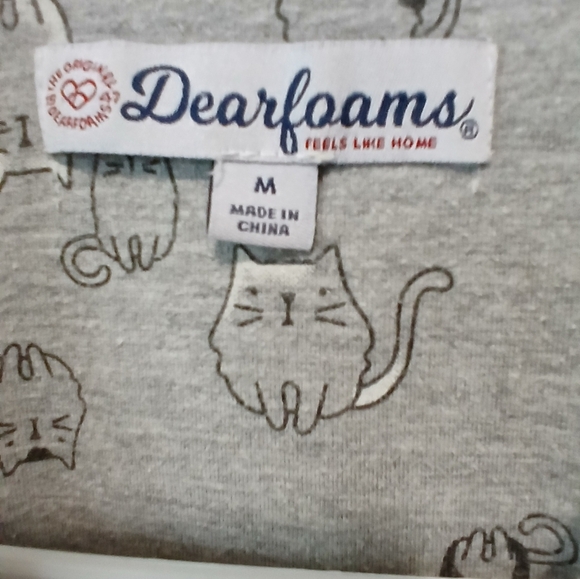 THE ORIGINAL
DEARFOAMS
Dearfoams®
FEELS LIKE HOME
M
MADE IN
CHINA